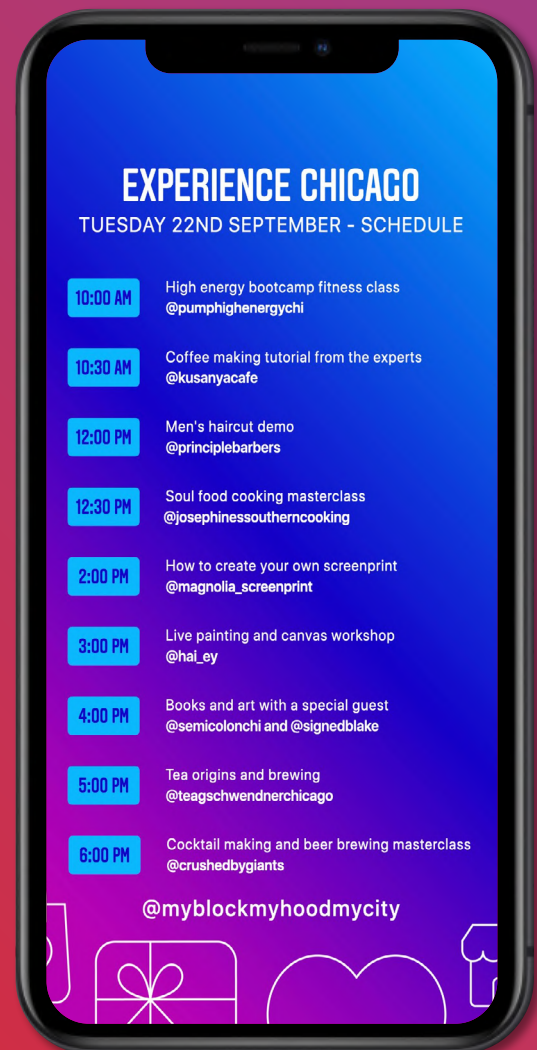 EXPERIENCE CHICAGO
TUESDAY 22ND SEPTEMBER - SCHEDULE
10:00 AM
High energy bootcamp fitness class
@pumphighenergychi
10:30 AM
Coffee making tutorial from the experts
@kusanyacafe
12:00 PM
Men's haircut demo
@principlebarbers
12:30 PM
Soul food cooking masterclass
@josephinessoutherncooking
2:00 PM
How to create your own screenprint
@magnolia_screenprint
3:00 PM
Live painting and canvas workshop
@hai_ey
4:00 PM
Books and art with a special guest
@semicolonchi and @signedblake
5:00 PM
Tea origins and brewing
@teagschwendnerchicago
6:00 PM
Cocktail making and beer brewing masterclass
@crushedbygiants
@myblockmyhoodmycity